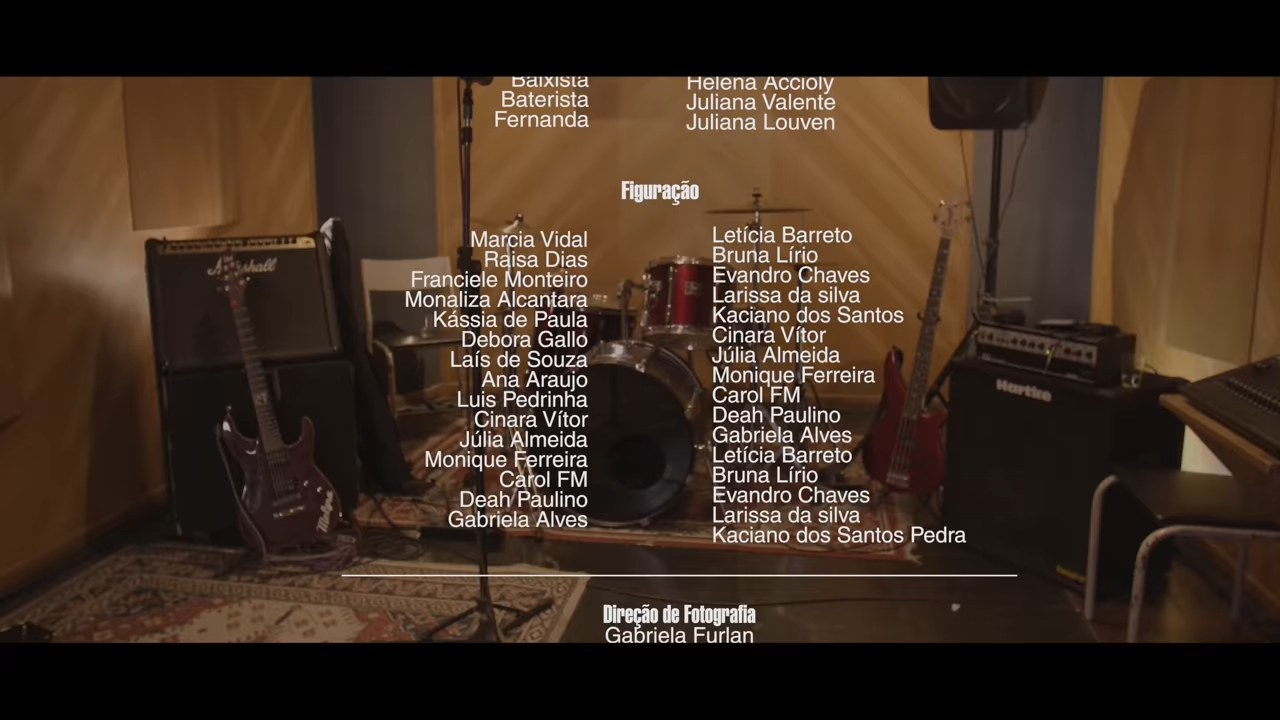 Baixista Helena Accioly
Baterista Juliana Valente
Fernanda Juliana Louven
Figuração
Marcia Vidal
Raisa Dias
Franciele Monteiro
Monaliza Alcantara
Kássia de Paula
Debora Gallo
Laís de Souza
Ana Araujo
Luis Pedrinha
Cinara Vítor
Júlia Almeida
Monique Ferreira
Carol FM
Deah Paulino
Gabriela Alves
Letícia Barreto
Bruna Lírio
Evandro Chaves
Larissa da silva
Kaciano dos Santos
Cinara Vítor
Júlia Almeida
Monique Ferreira
Carol FM
Deah Paulino
Gabriela Alves
Letícia Barreto
Bruna Lírio
Evandro Chaves
Larissa da silva
Kaciano dos Santos Pedra
Marshall
Hartke
Direção de Fotografia
Gabriela Furlan